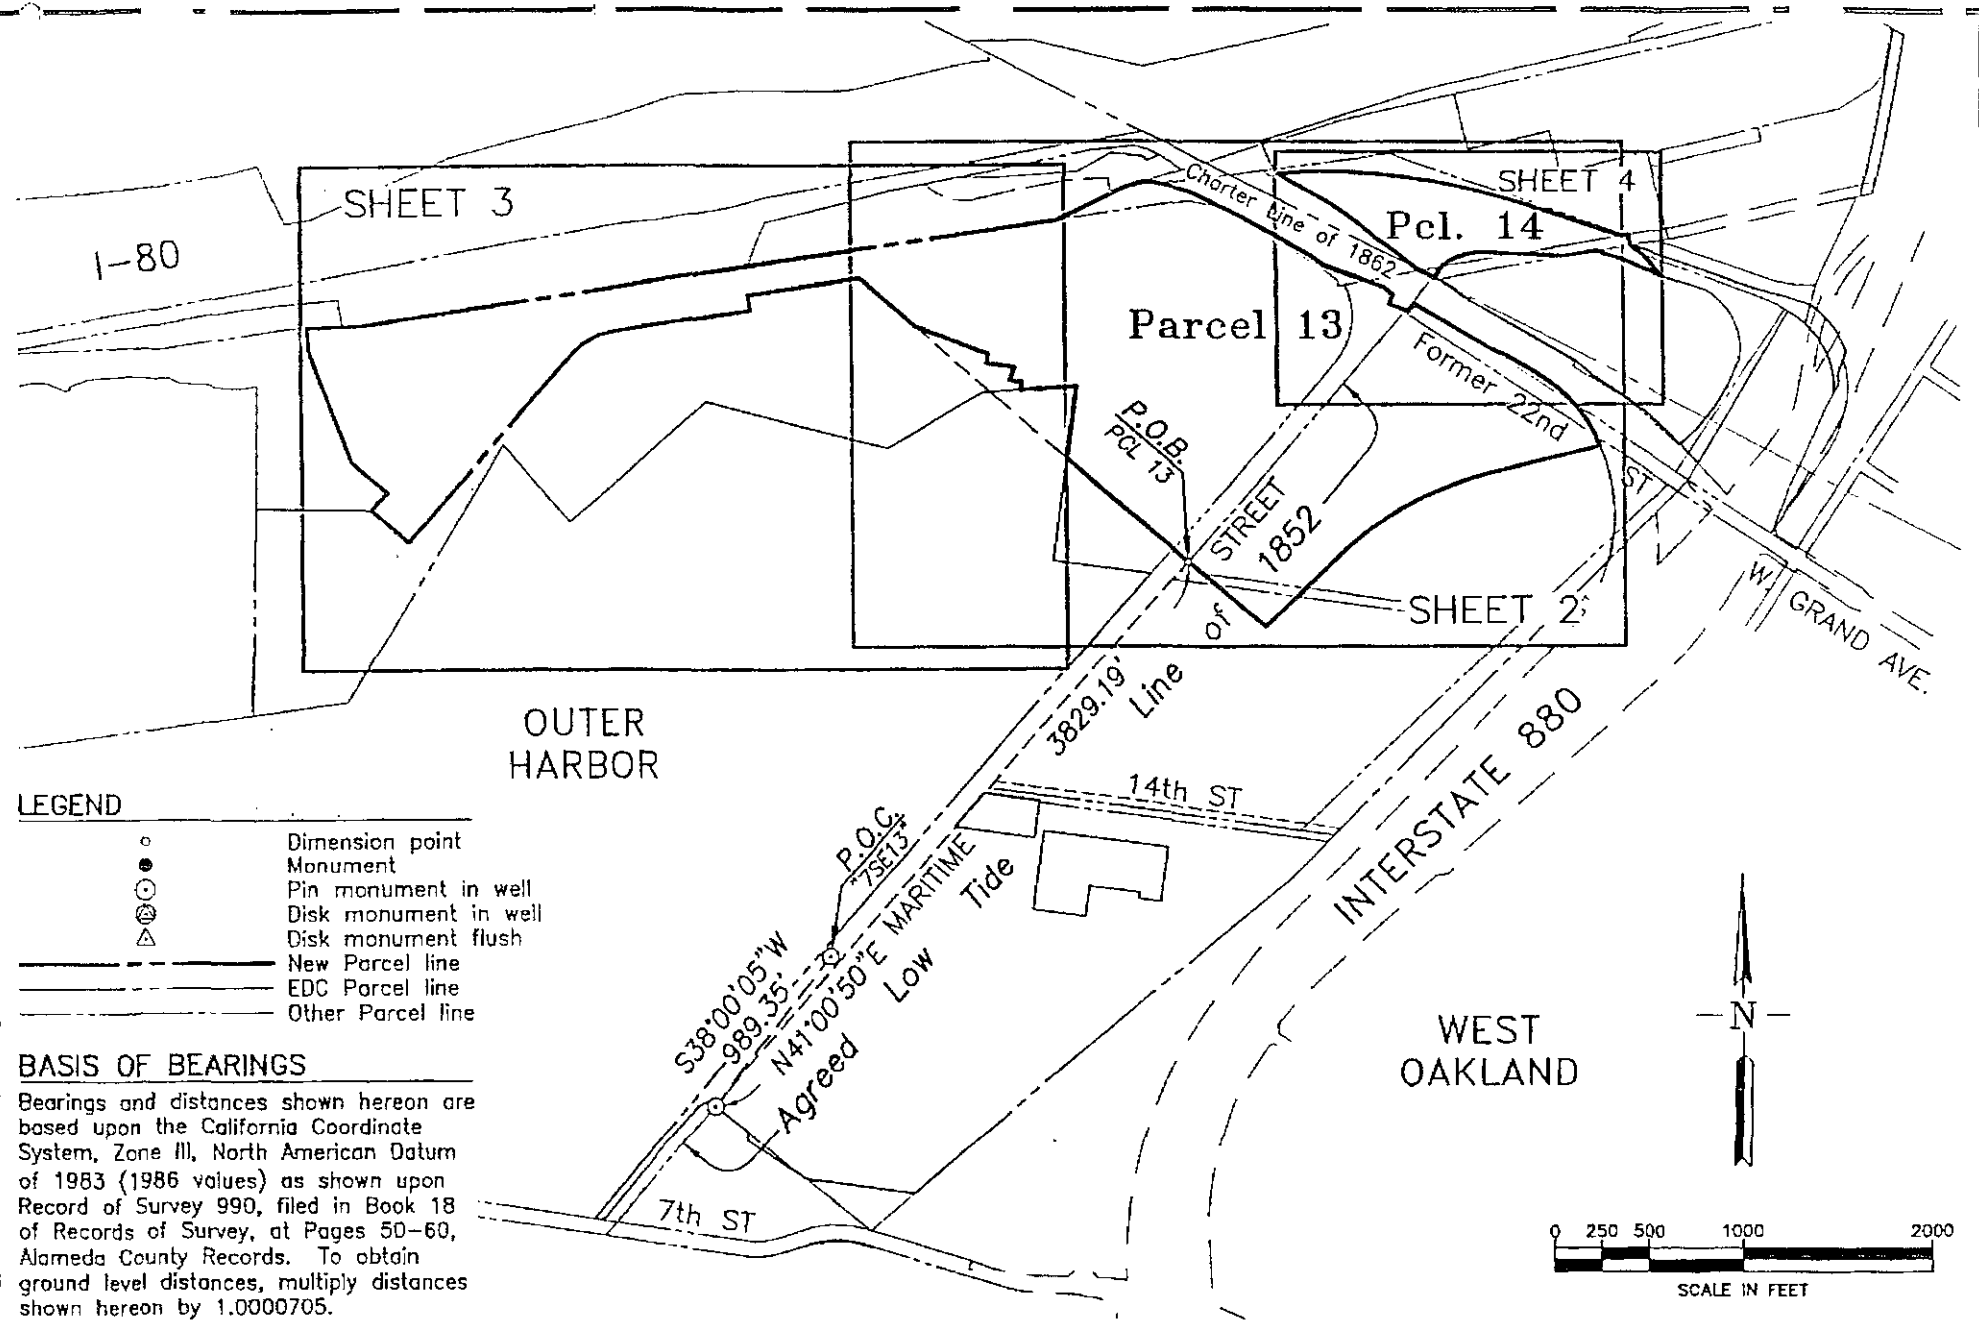 SHEET 3
SHEET 4
I-80
Charter Line of 1862
Pcl. 14
Parcel 13
Former 22nd
ST
P.O.B.
PCL 13
STREET
1852
of
SHEET 2
W. GRAND AVE.
3829.19'
Line
OUTER
HARBOR
14th ST
INTERSTATE 880
P.O.C.
"7SE13"
MARITIME
Tide
Low
S38°00'05"W
989.35'
N41°00'50"E
Agreed
7th ST
WEST
OAKLAND
N
LEGEND
Dimension point
Monument
Pin monument in well
Disk monument in well
Disk monument flush
New Parcel line
EDC Parcel line
Other Parcel line
BASIS OF BEARINGS
Bearings and distances shown hereon are
based upon the California Coordinate
System, Zone III, North American Datum
of 1983 (1986 values) as shown upon
Record of Survey 990, filed in Book 18
of Records of Survey, at Pages 50-60,
Alameda County Records. To obtain
ground level distances, multiply distances
shown hereon by 1.0000705.
0 250 500 1000 2000
SCALE IN FEET